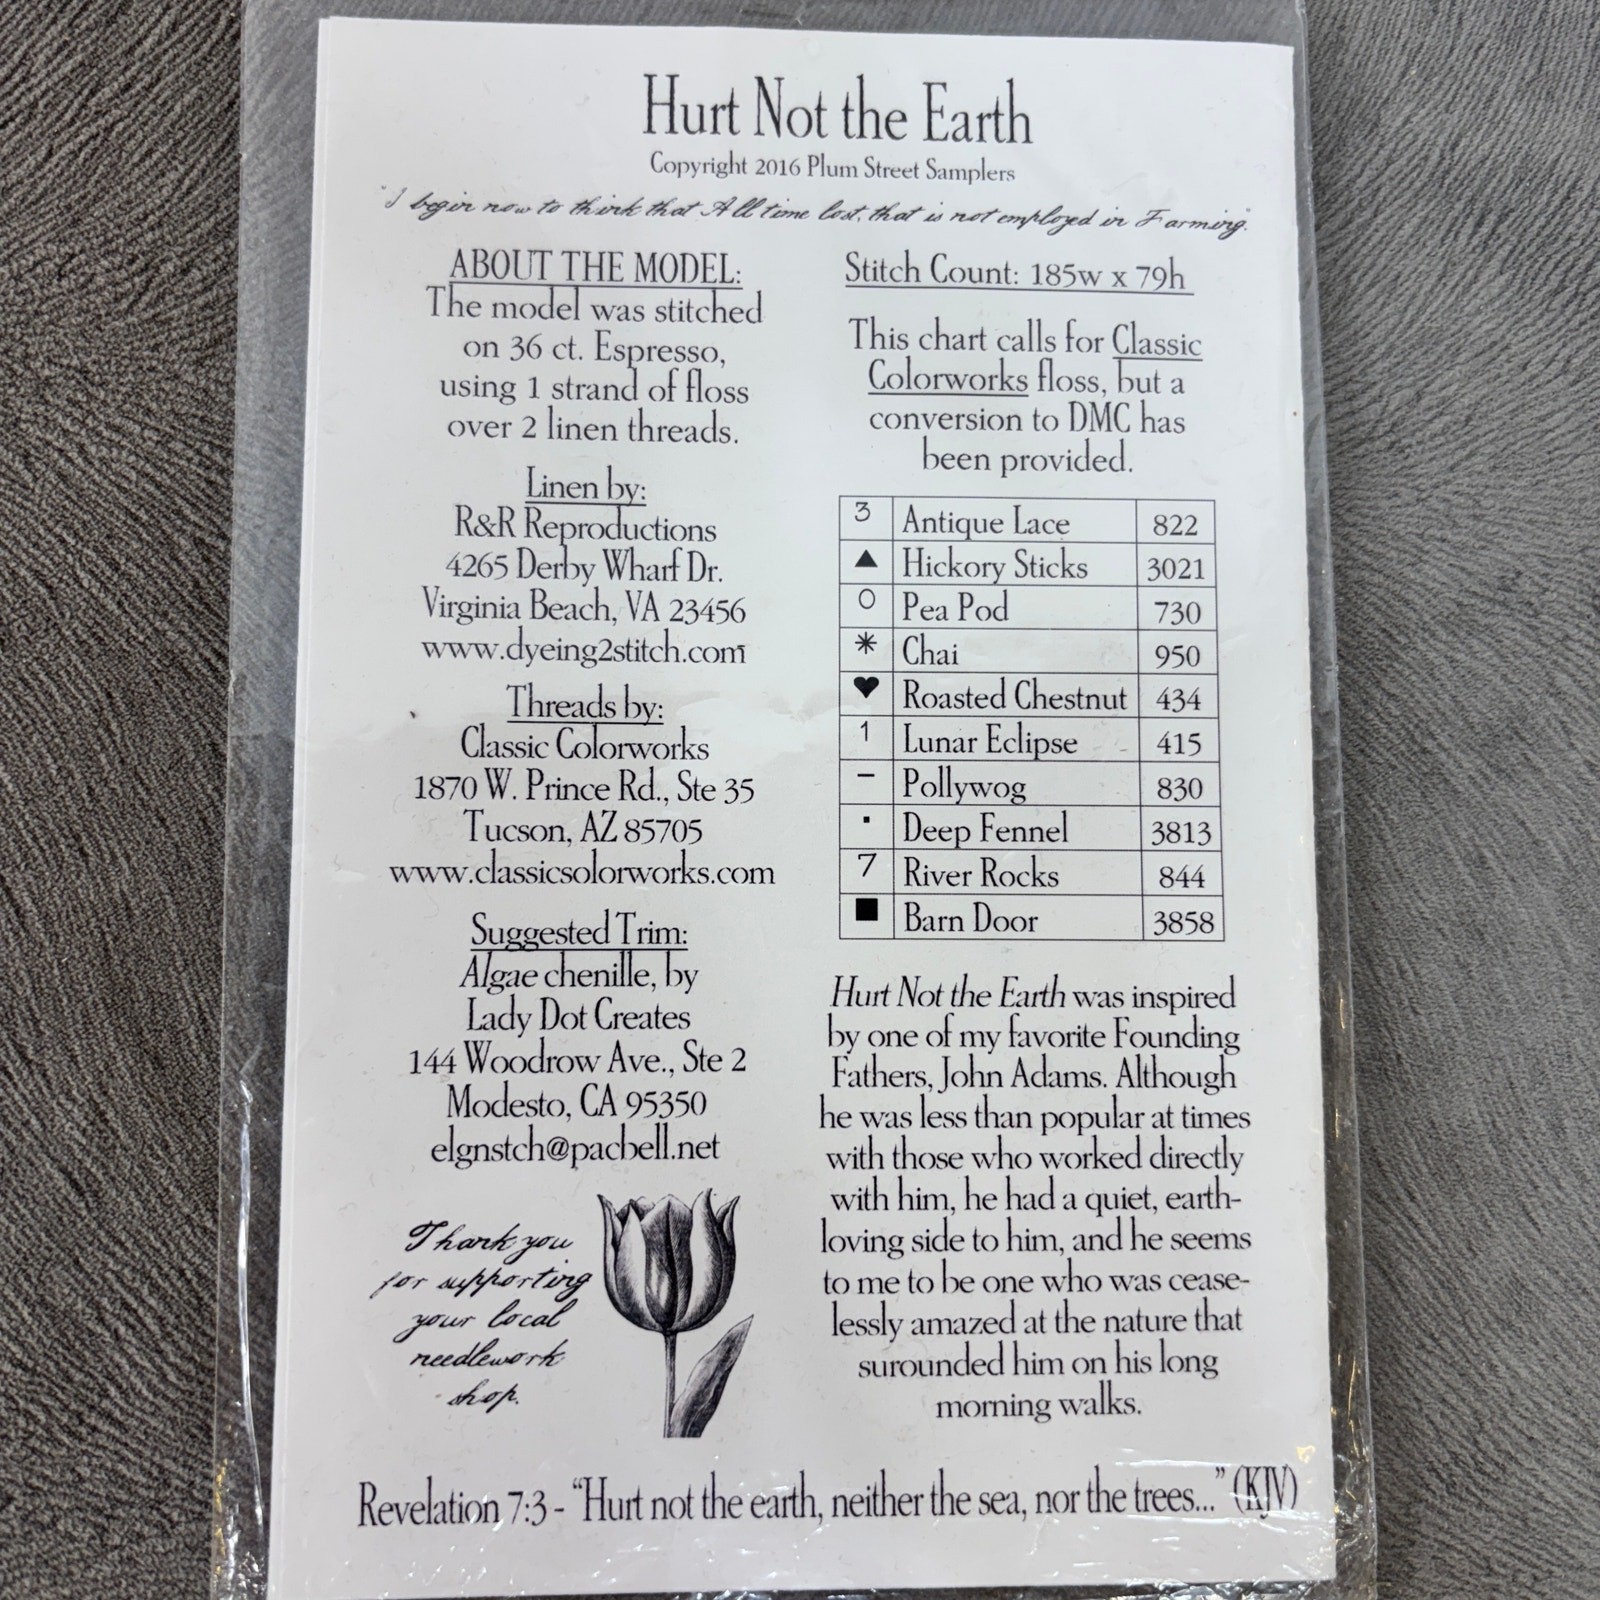 Hurt Not the Earth
Copyright 2016 Plum Street Samplers
"I begin now to think that All time lost, that is not employed in Farming."
ABOUT THE MODEL:
The model was stitched
on 36 ct. Espresso,
using 1 strand of floss
over 2 linen threads.
Linen by:
R&R Reproductions
4265 Derby Wharf Dr.
Virginia Beach, VA 23456
www.dyeing2stitch.com
Threads by:
Classic Colorworks
1870 W. Prince Rd., Ste 35
Tucson, AZ 85705
www.classicsolorworks.com
Suggested Trim:
Algae chenille, by
Lady Dot Creates
144 Woodrow Ave., Ste 2
Modesto, CA 95350
elgnstch@pacbell.net
Thank you
for supporting
your local
needlework
shop.
Stitch Count: 185w x 79h
This chart calls for Classic
Colorworks floss, but a
conversion to DMC has
been provided.
3 Antique Lace 822
▲ Hickory Sticks 3021
O Pea Pod 730
✳ Chai 950
♥ Roasted Chestnut 434
1 Lunar Eclipse 415
– Pollywog 830
▪ Deep Fennel 3813
7 River Rocks 844
■ Barn Door 3858
Hurt Not the Earth was inspired
by one of my favorite Founding
Fathers, John Adams. Although
he was less than popular at times
with those who worked directly
with him, he had a quiet, earth-
loving side to him, and he seems
to me to be one who was cease-
lessly amazed at the nature that
surounded him on his long
morning walks.
Revelation 7:3 - "Hurt not the earth, neither the sea, nor the trees..." (KJV)